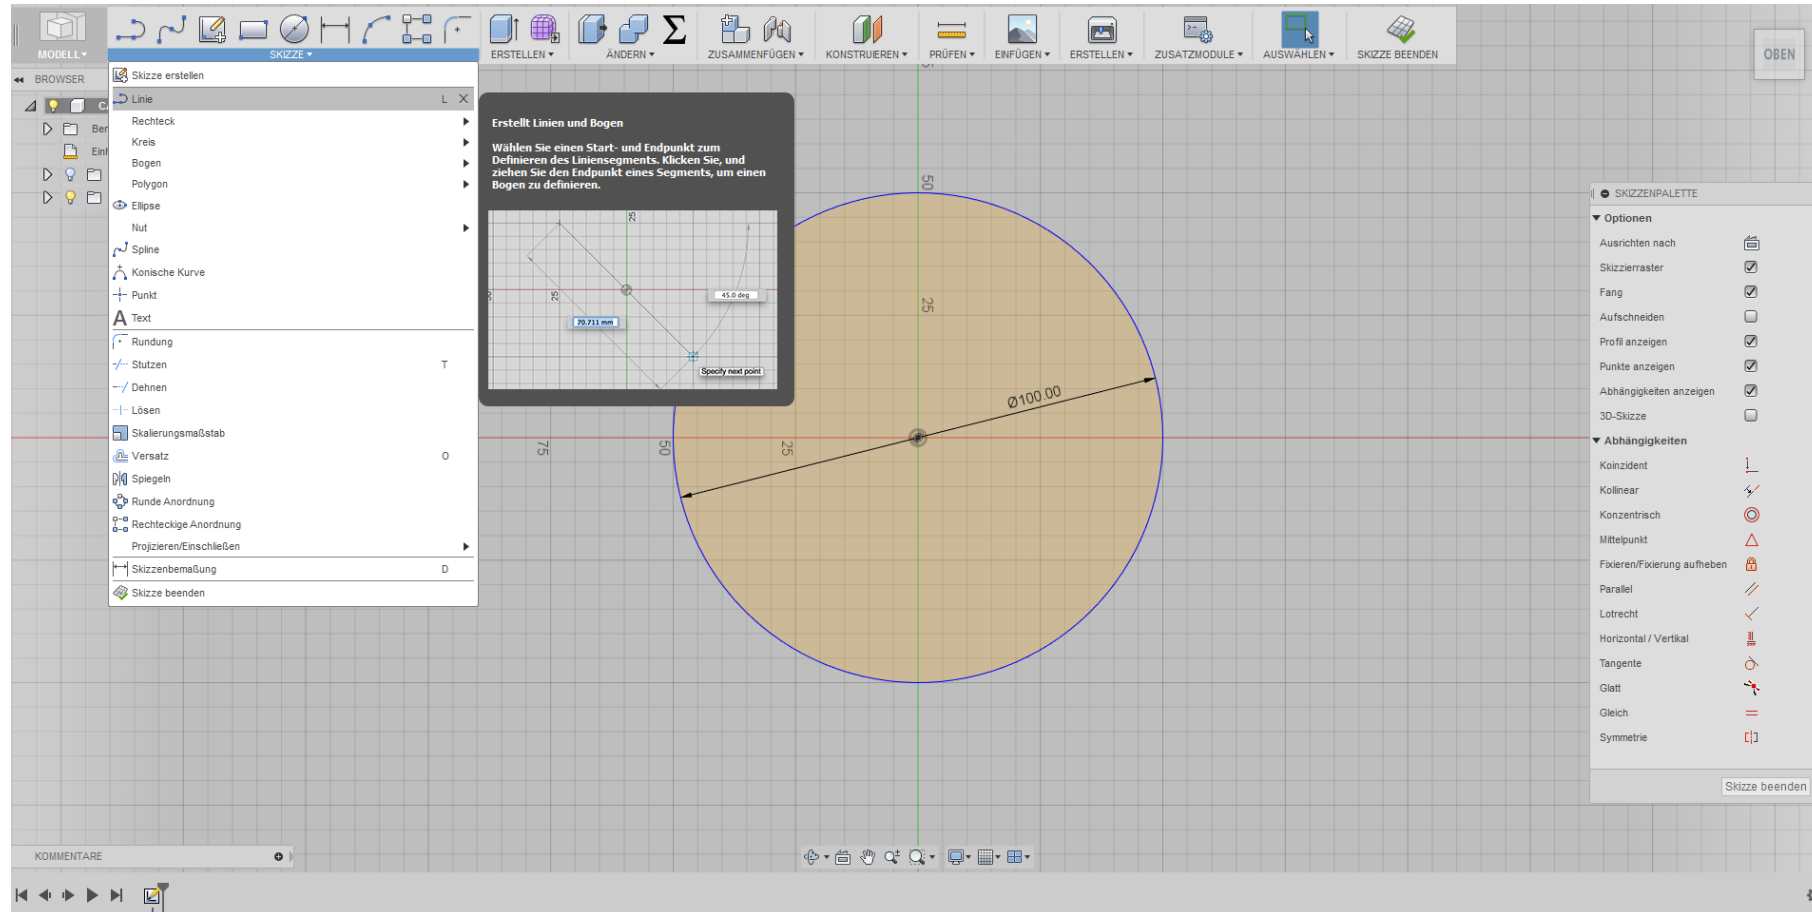 MODELL
SKIZZE
ERSTELLEN
ÄNDERN
ZUSAMMENFÜGEN
KONSTRUIEREN
PRÜFEN
EINFÜGEN
ERSTELLEN
ZUSATZMODULE
AUSWÄHLEN
SKIZZE BEENDEN
OBEN
BROWSER
Skizze erstellen
Linie L
Rechteck
Kreis
Bogen
Polygon
Ellipse
Nut
Spline
Konische Kurve
Punkt
Text
Rundung
Stutzen T
Dehnen
Lösen
Skalierungsmaßstab
Versatz O
Spiegeln
Runde Anordnung
Rechteckige Anordnung
Projizieren/Einschließen
Skizzenbemaßung D
Skizze beenden
Erstellt Linien und Bogen
Wählen Sie einen Start- und Endpunkt zum
Definieren des Liniensegments. Klicken Sie, und
ziehen Sie den Endpunkt eines Segments, um einen
Bogen zu definieren.
25
25
45.0 deg
70.711 mm
Specify next point
50
25
Ø100.00
75
50
25
SKIZZENPALETTE
Optionen
Ausrichten nach
Skizzierraster
Fang
Aufschneiden
Profil anzeigen
Punkte anzeigen
Abhängigkeiten anzeigen
3D-Skizze
Abhängigkeiten
Koinzident
Kollinear
Konzentrisch
Mittelpunkt
Fixieren/Fixierung aufheben
Parallel
Lotrecht
Horizontal / Vertikal
Tangente
Glatt
Gleich
Symmetrie
Skizze beenden
KOMMENTARE